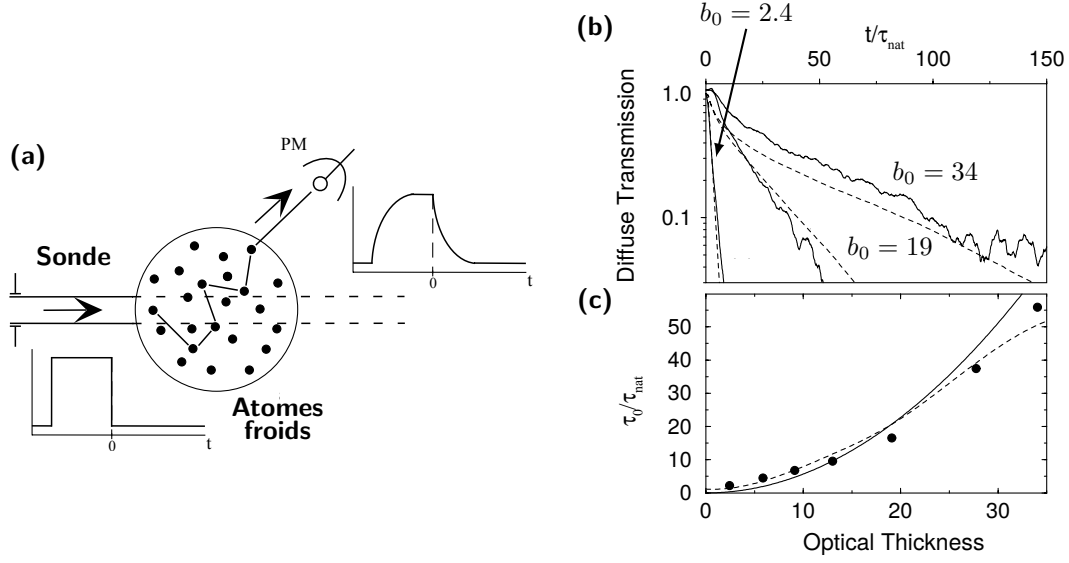 (a)
PM
Sonde
t
0
Atomes
froids
0
t
(b)
b₀ = 2.4
t/τnat
0 50 100 150
Diffuse Transmission
1.0
0.1
b₀ = 34
b₀ = 19
(c)
τ₀/τnat
50
40
30
20
10
0
0 10 20 30
Optical Thickness